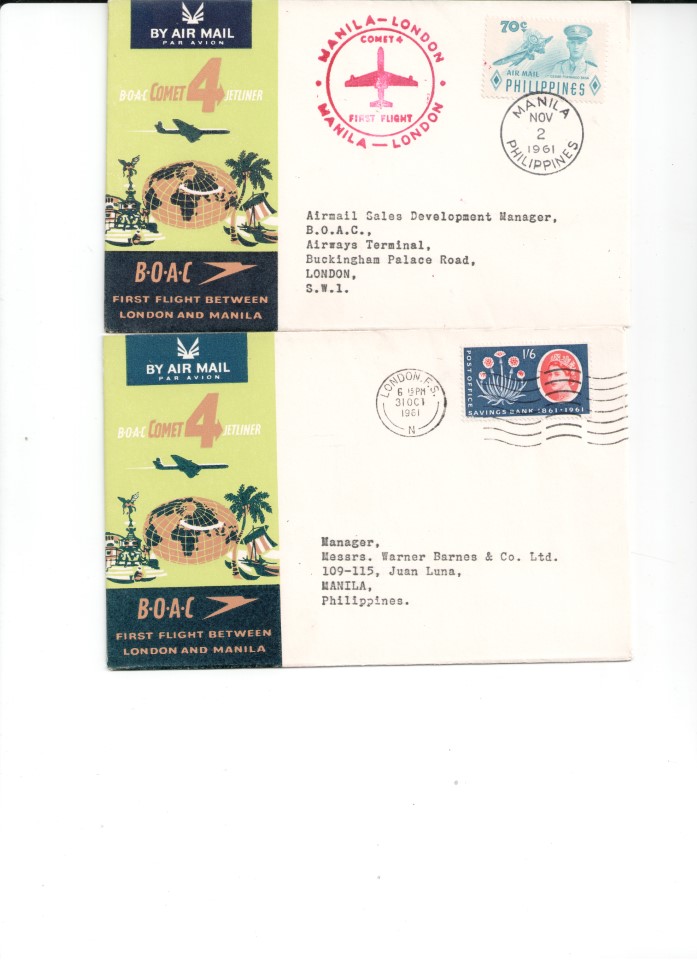 BY AIR MAIL
PAR AVION
B·O·A·C COMET 4 JETLINER
B·O·A·C
FIRST FLIGHT BETWEEN
LONDON AND MANILA
MANILA—LONDON
COMET 4
FIRST FLIGHT
MANILA—LONDON
70c
AIR MAIL
PHILIPPINES
MANILA
NOV
2
1961
PHILIPPINES
Airmail Sales Development Manager,
B.O.A.C.,
Airways Terminal,
Buckingham Palace Road,
LONDON,
S.W.1.
BY AIR MAIL
PAR AVION
B·O·A·C COMET 4 JETLINER
B·O·A·C
FIRST FLIGHT BETWEEN
LONDON AND MANILA
LONDON. F.S.
6 15PM
31 OCT
1961
N
1/6
POST OFFICE
SAVINGS BANK 1861-1961
Manager,
Messrs. Warner Barnes & Co. Ltd.
109-115, Juan Luna,
MANILA,
Philippines.